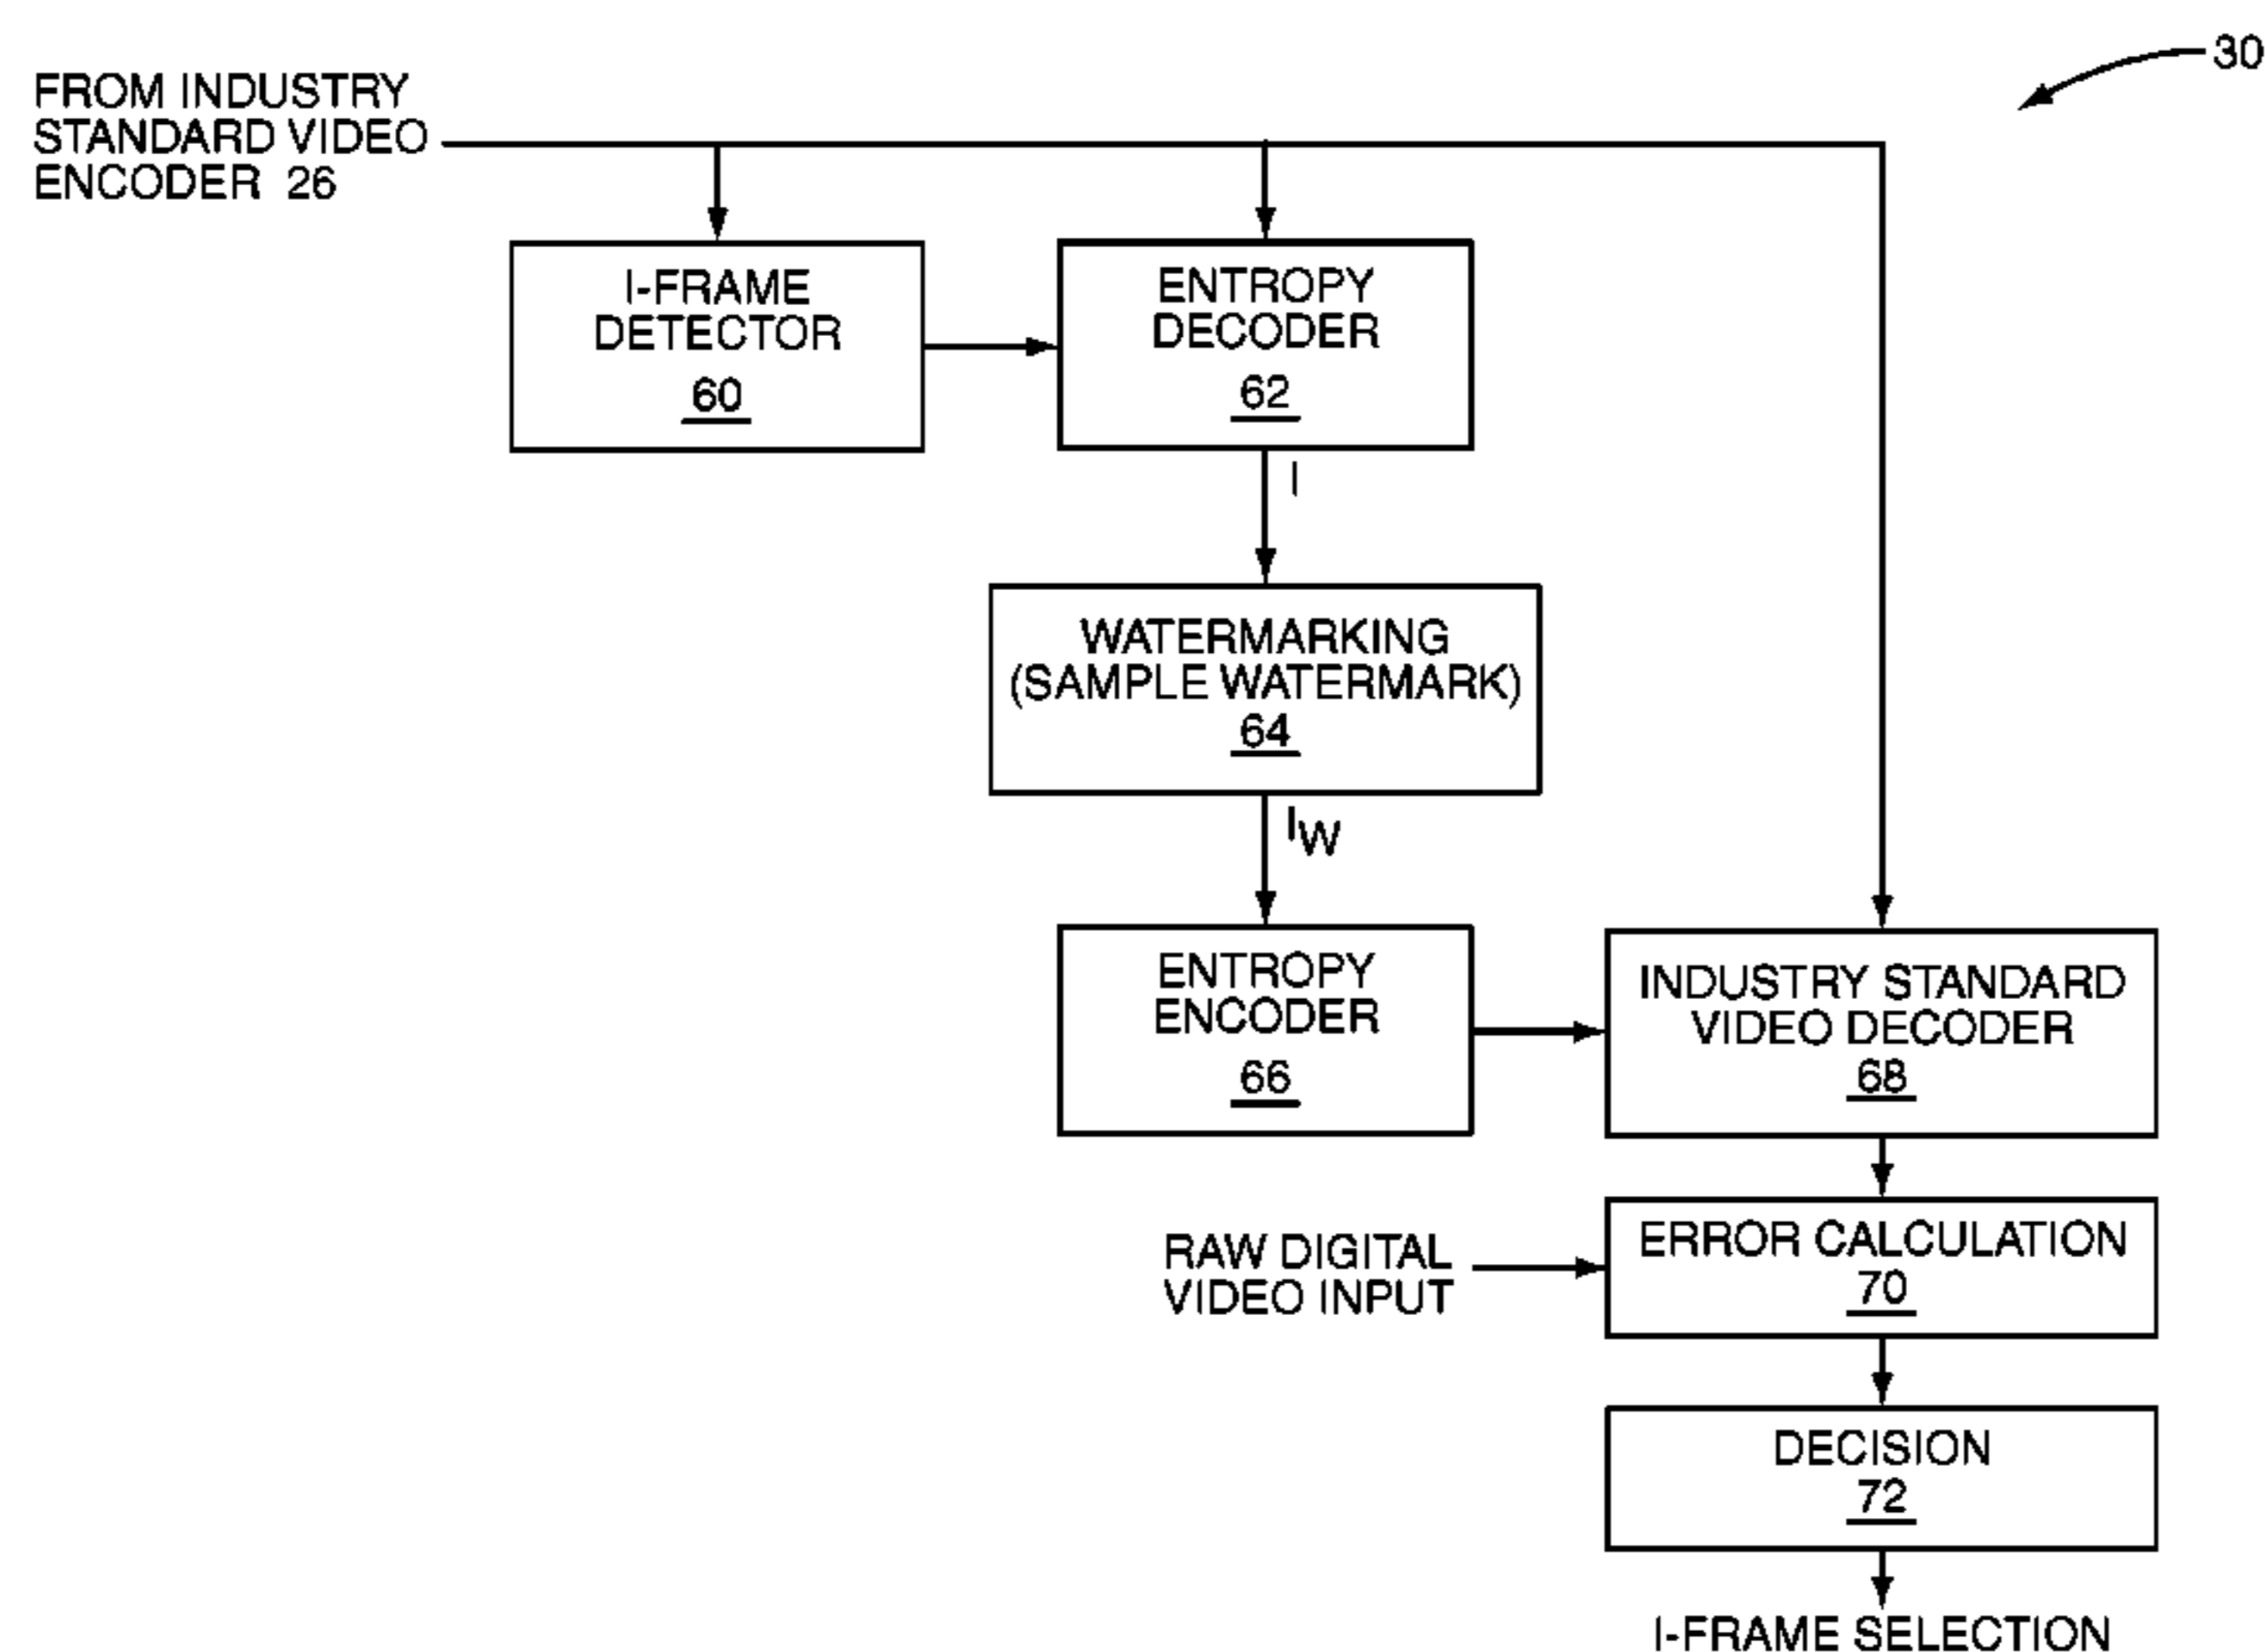 30
FROM INDUSTRY
STANDARD VIDEO
ENCODER 26
I-FRAME
DETECTOR
60
ENTROPY
DECODER
62
I
WATERMARKING
(SAMPLE WATERMARK)
64
IW
ENTROPY
ENCODER
66
INDUSTRY STANDARD
VIDEO DECODER
68
RAW DIGITAL
VIDEO INPUT
ERROR CALCULATION
70
DECISION
72
I-FRAME SELECTION